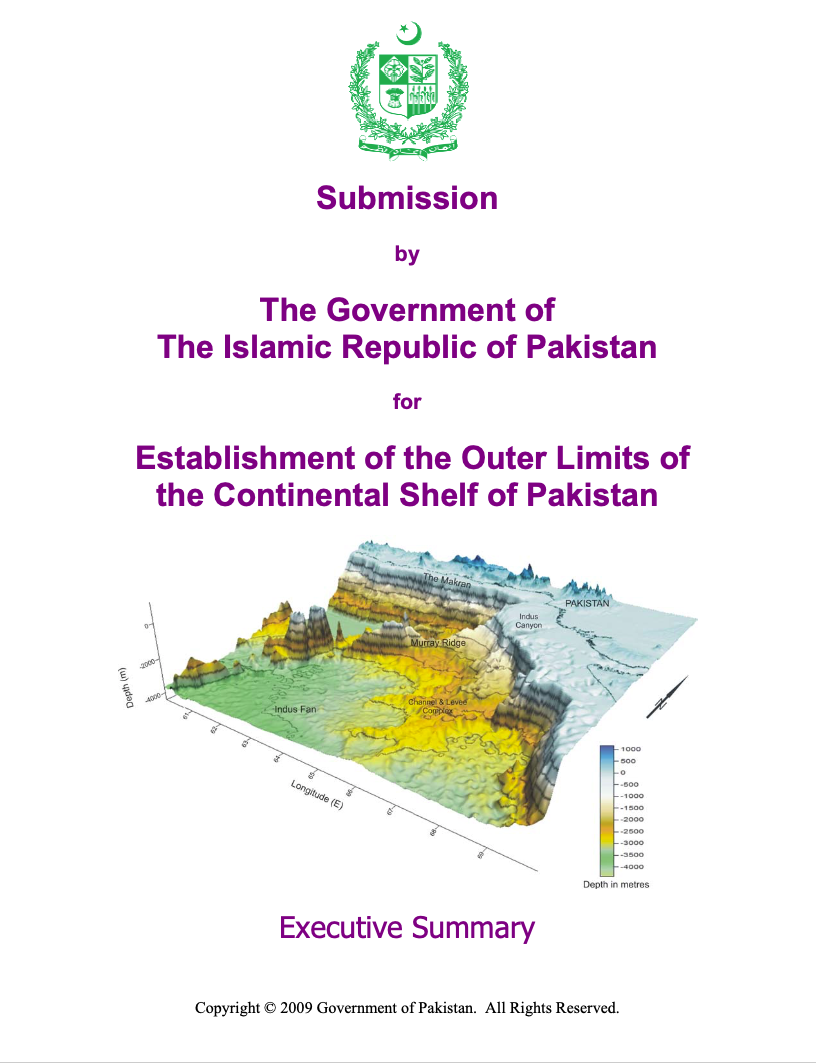 Submission
by
The Government of
The Islamic Republic of Pakistan
for
Establishment of the Outer Limits of
the Continental Shelf of Pakistan
The Makran
PAKISTAN
Indus
Canyon
Murray Ridge
Channel & Levee
Complex
Indus Fan
Depth (m)
0
-2000
-4000
61
62
63
64
65
66
67
68
69
Longitude (E)
N
1000
500
0
-500
-1000
-1500
-2000
-2500
-3000
-3500
-4000
Depth in metres
Executive Summary
Copyright © 2009 Government of Pakistan. All Rights Reserved.